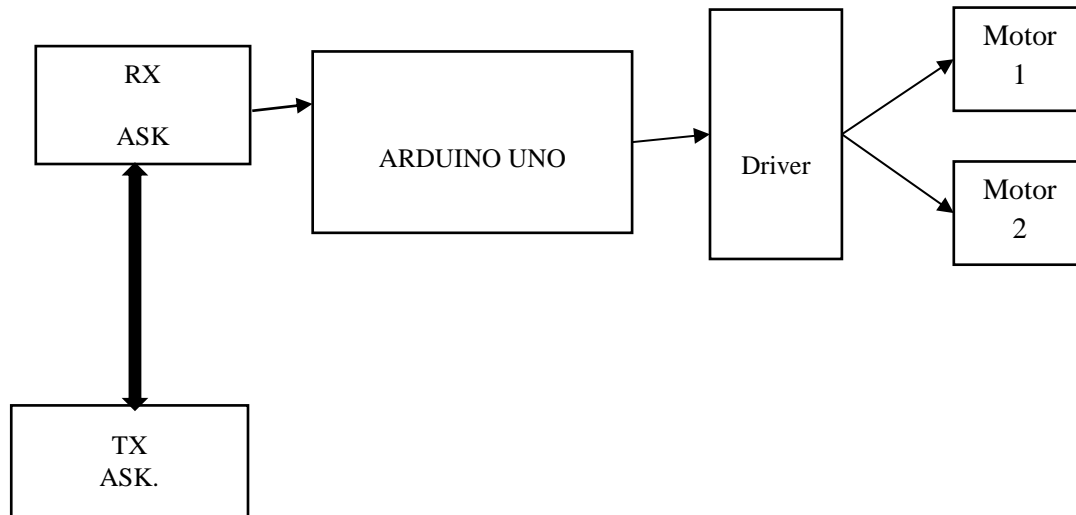 RX
ASK
ARDUINO UNO
Driver
Motor
1
Motor
2
TX
ASK.